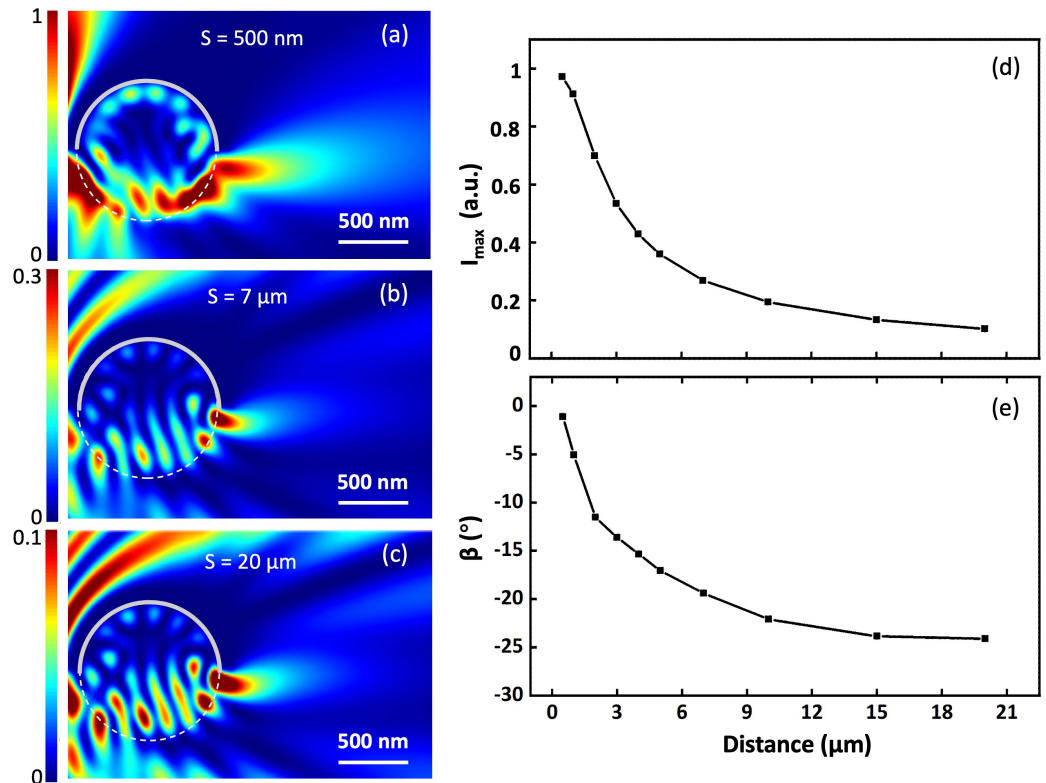 1
S = 500 nm
(a)
500 nm
0
0.3
S = 7 μm
(b)
500 nm
0
0.1
S = 20 μm
(c)
500 nm
0
(d)
1
0.8
0.6
0.4
0.2
0
I_max (a.u.)
(e)
0
-5
-10
-15
-20
-25
-30
β (°)
0 3 6 9 12 15 18 21
Distance (μm)